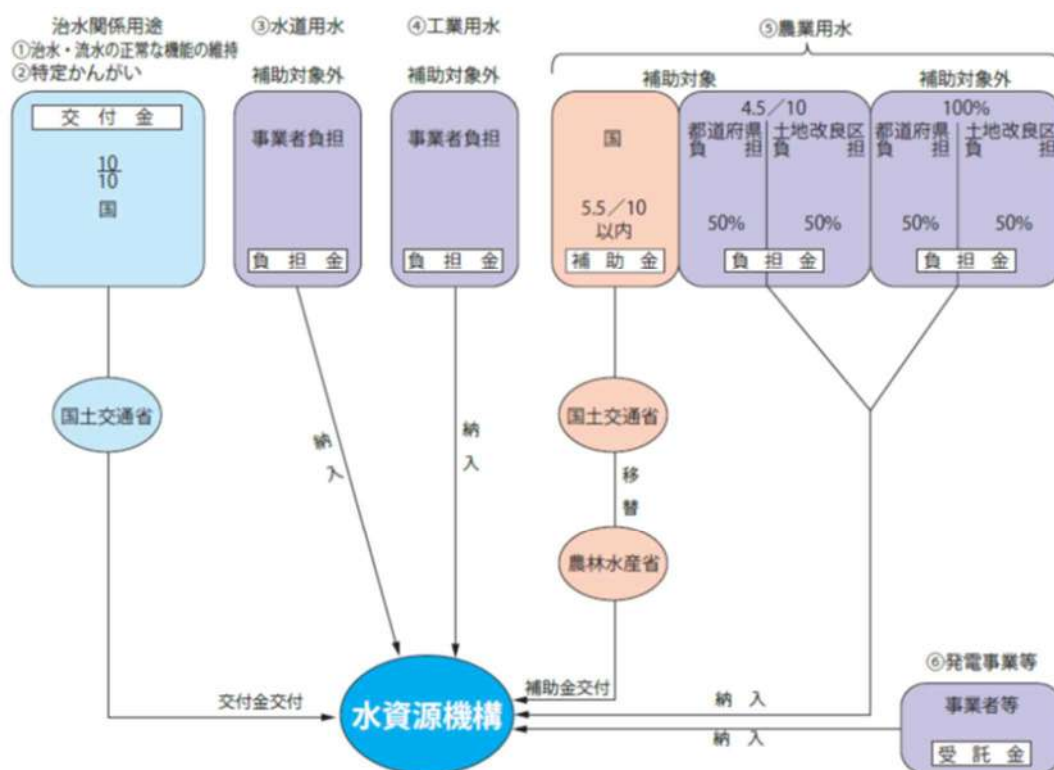 治水関係用途
①治水・流水の正常な機能の維持
②特定かんがい
交付金
10
10
国
国土交通省
交付金交付
③水道用水
補助対象外
事業者負担
負担金
納入
④工業用水
補助対象外
事業者負担
負担金
納入
⑤農業用水
補助対象
国
5.5/10
以内
補助金
国土交通省
移替
農林水産省
補助金交付
4.5/10
都道府県
負担
土地改良区
負担
50%
50%
負担金
補助対象外
100%
都道府県
負担
土地改良区
負担
50%
50%
負担金
納入
⑥発電事業等
事業者等
受託金
納入
水資源機構